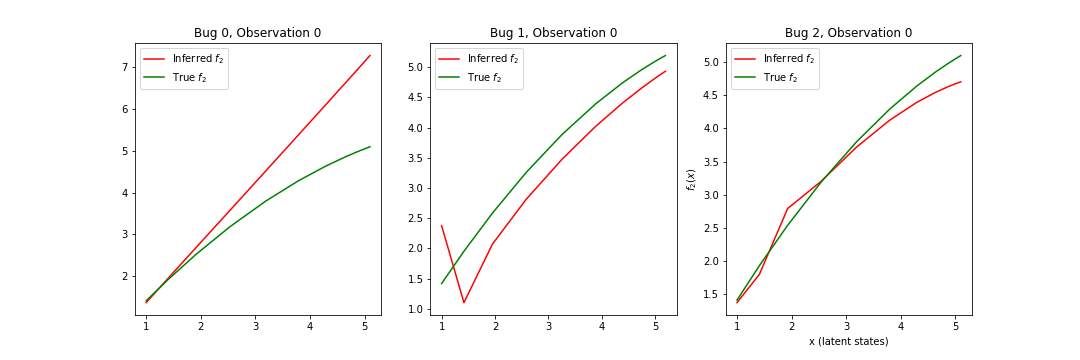 Bug 0, Observation 0
Inferred f₂
True f₂
7
6
5
4
3
2
1 2 3 4 5
Bug 1, Observation 0
Inferred f₂
True f₂
5.0
4.5
4.0
3.5
3.0
2.5
2.0
1.5
1.0
1 2 3 4 5
Bug 2, Observation 0
Inferred f₂
True f₂
f₂(x)
5.0
4.5
4.0
3.5
3.0
2.5
2.0
1.5
1 2 3 4 5
x (latent states)